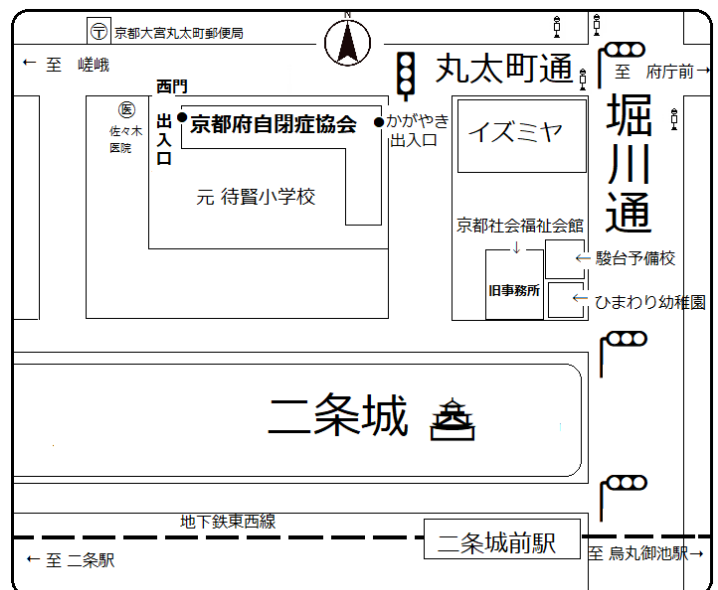 N
〒 京都大宮丸太町郵便局
← 至 嵯峨
丸太町通
至 府庁前→
西門
出入口
医
佐々木
医院
京都府自閉症協会
かがやき
出入口
イズミヤ
堀川通
元 待賢小学校
京都社会福祉会館
↓
← 駿台予備校
旧事務所
← ひまわり幼稚園
二条城
地下鉄東西線
二条城前駅
← 至 二条駅
至 烏丸御池駅→